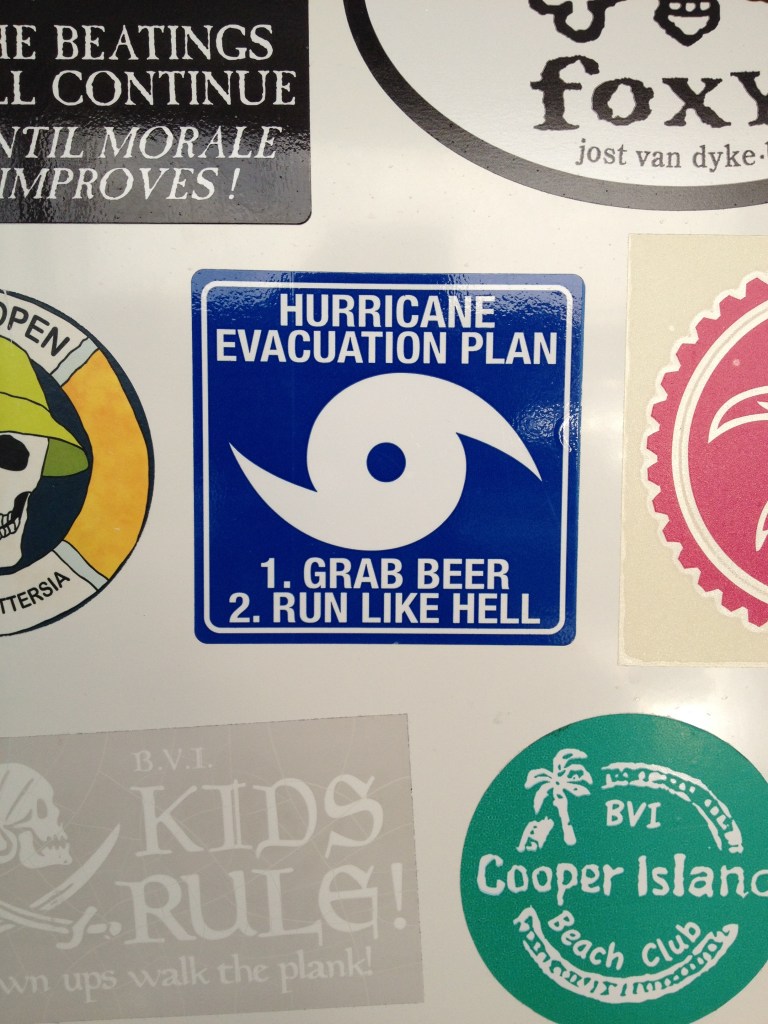 HE BEATINGS
LL CONTINUE
NTIL MORALE
IMPROVES!
foxy
jost van dyke·
OPEN
TTERSIA
HURRICANE
EVACUATION PLAN
1. GRAB BEER
2. RUN LIKE HELL
B.V.I.
KIDS
RULE!
wn ups walk the plank!
BVI
Cooper Island
Beach Club